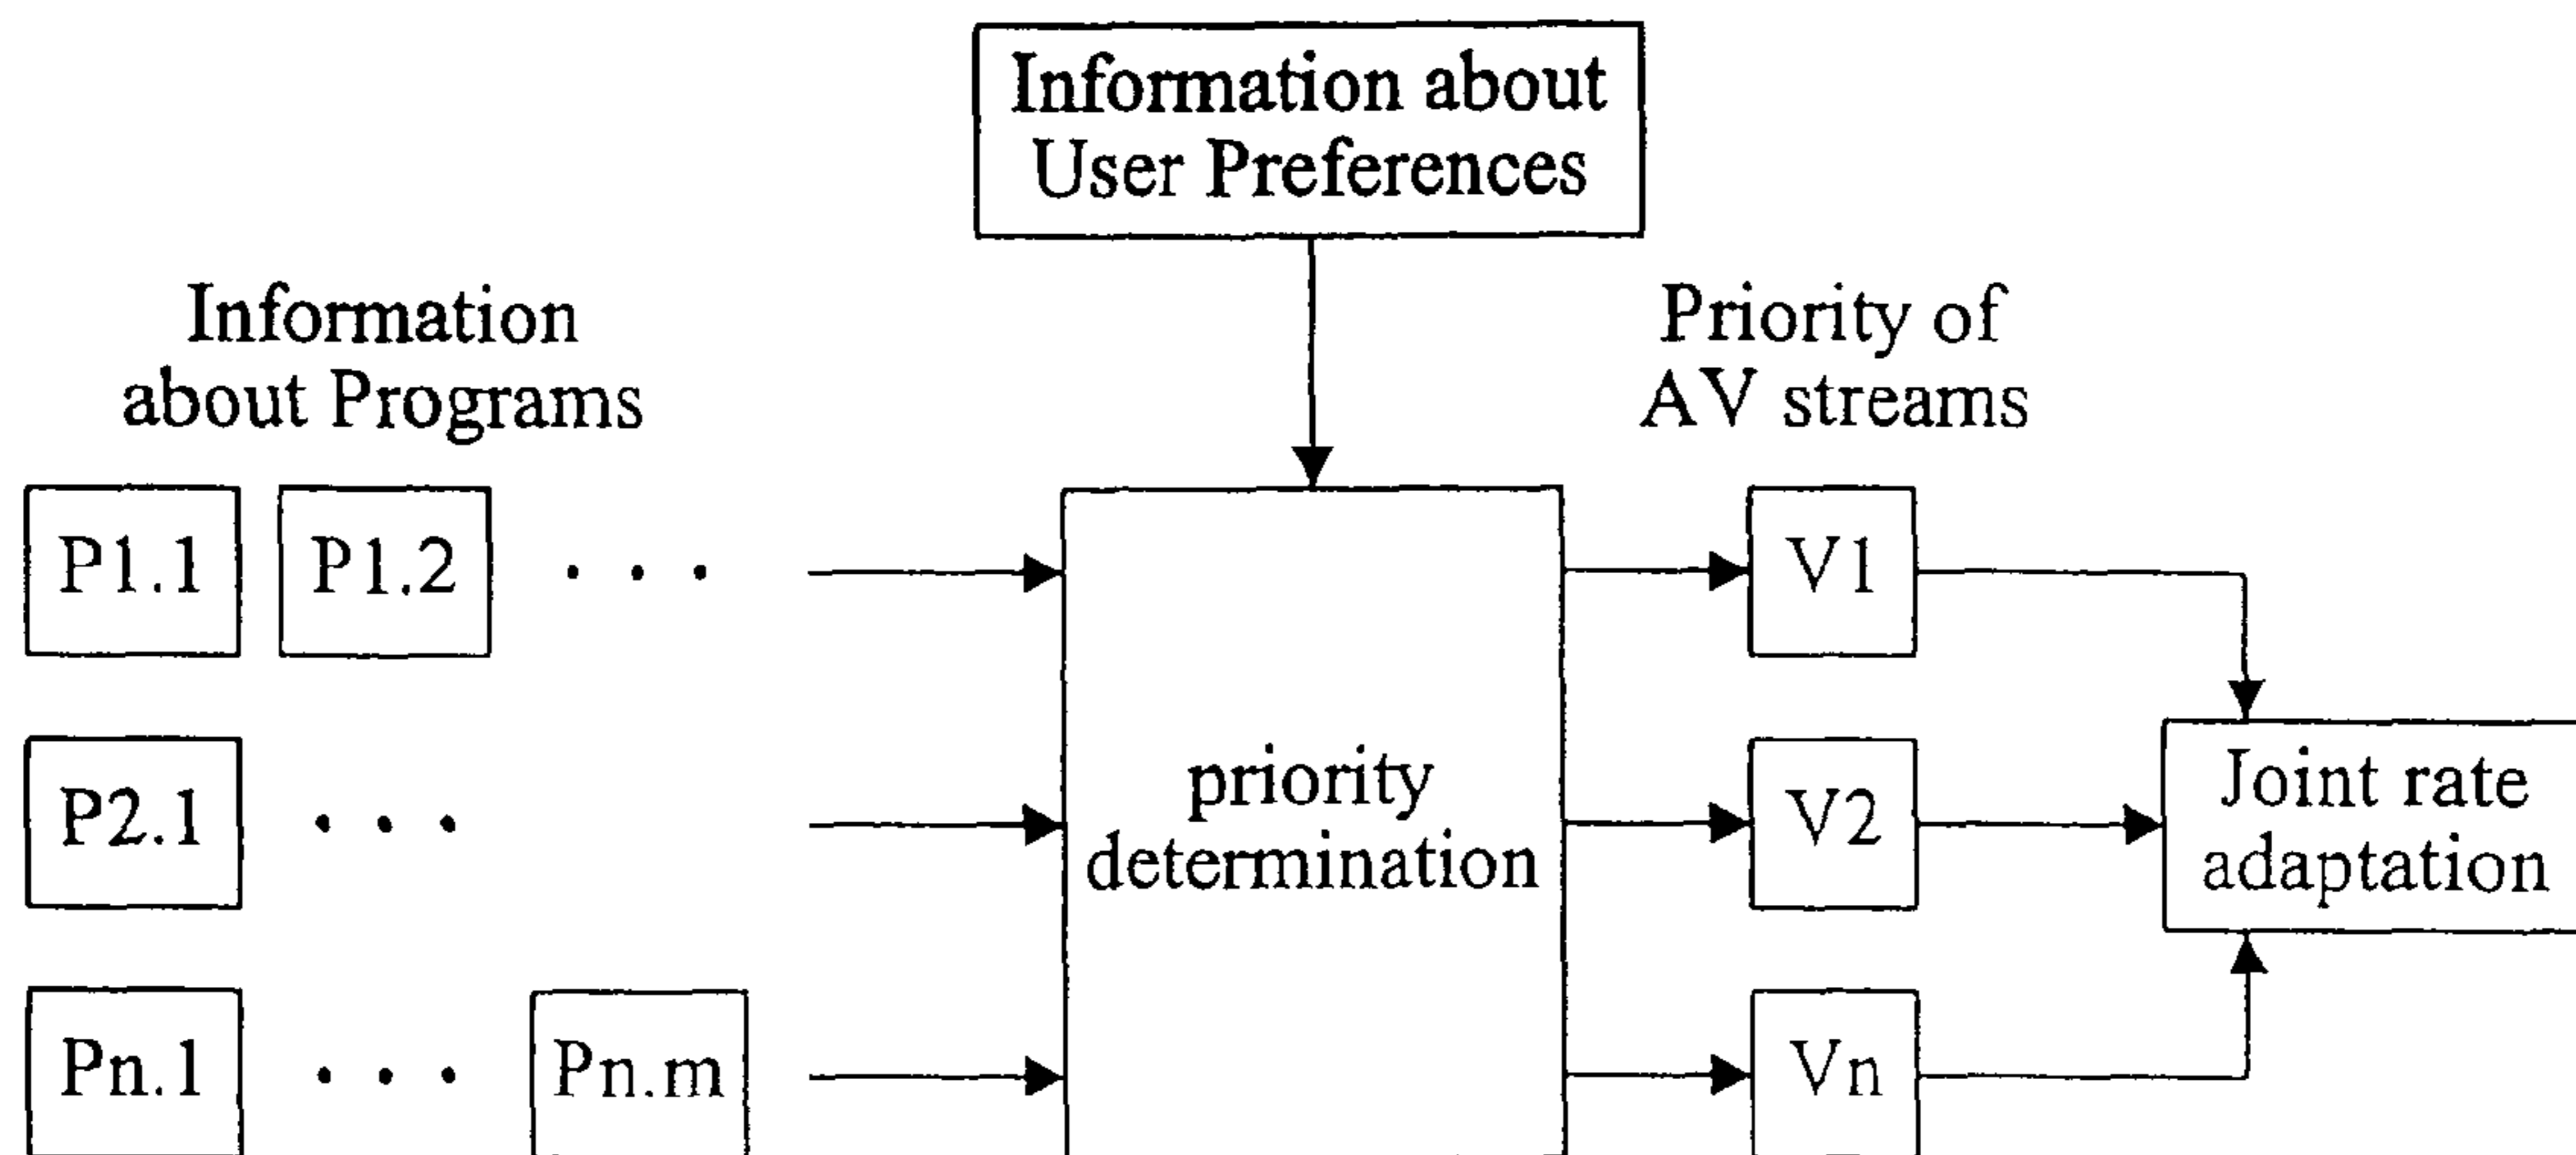 Information about
User Preferences
Information
about Programs
Priority of
AV streams
P1.1 P1.2 . . .
V1
P2.1 . . .
priority
determination
V2
Joint rate
adaptation
Pn.1 . . . Pn.m
Vn